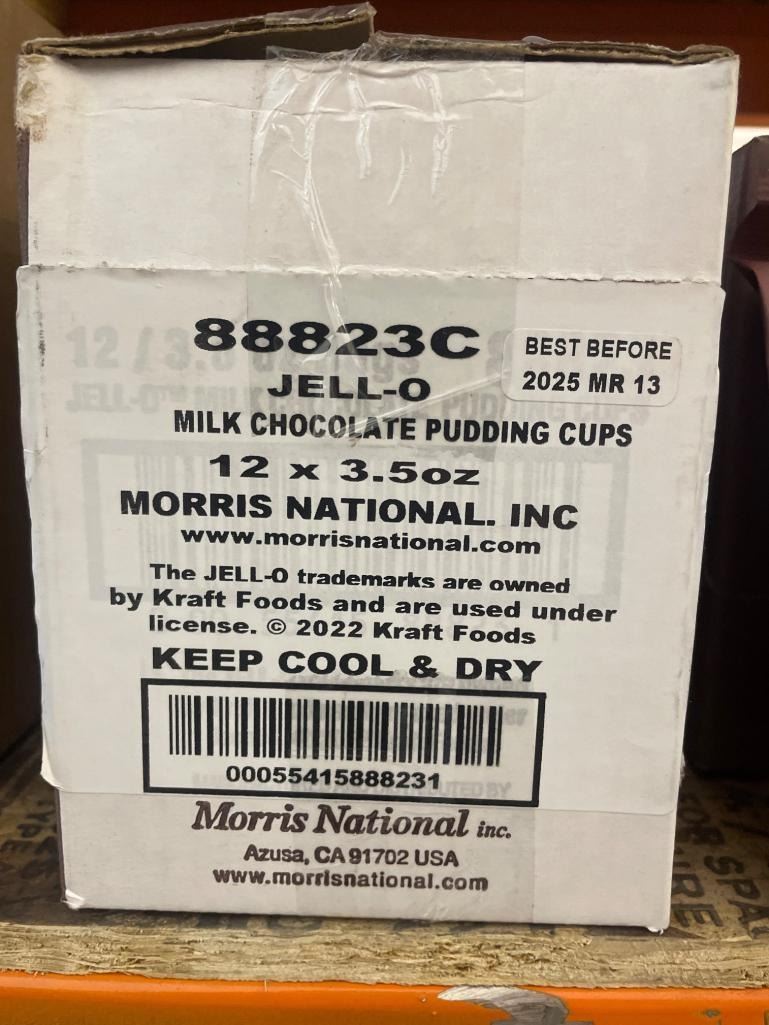 88823C
BEST BEFORE
2025 MR 13
JELL-O
MILK CHOCOLATE PUDDING CUPS
12 x 3.5oz
MORRIS NATIONAL. INC
www.morrisnational.com
The JELL-O trademarks are owned
by Kraft Foods and are used under
license. © 2022 Kraft Foods
KEEP COOL & DRY
00055415888231
Morris National inc.
Azusa, CA 91702 USA
www.morrisnational.com